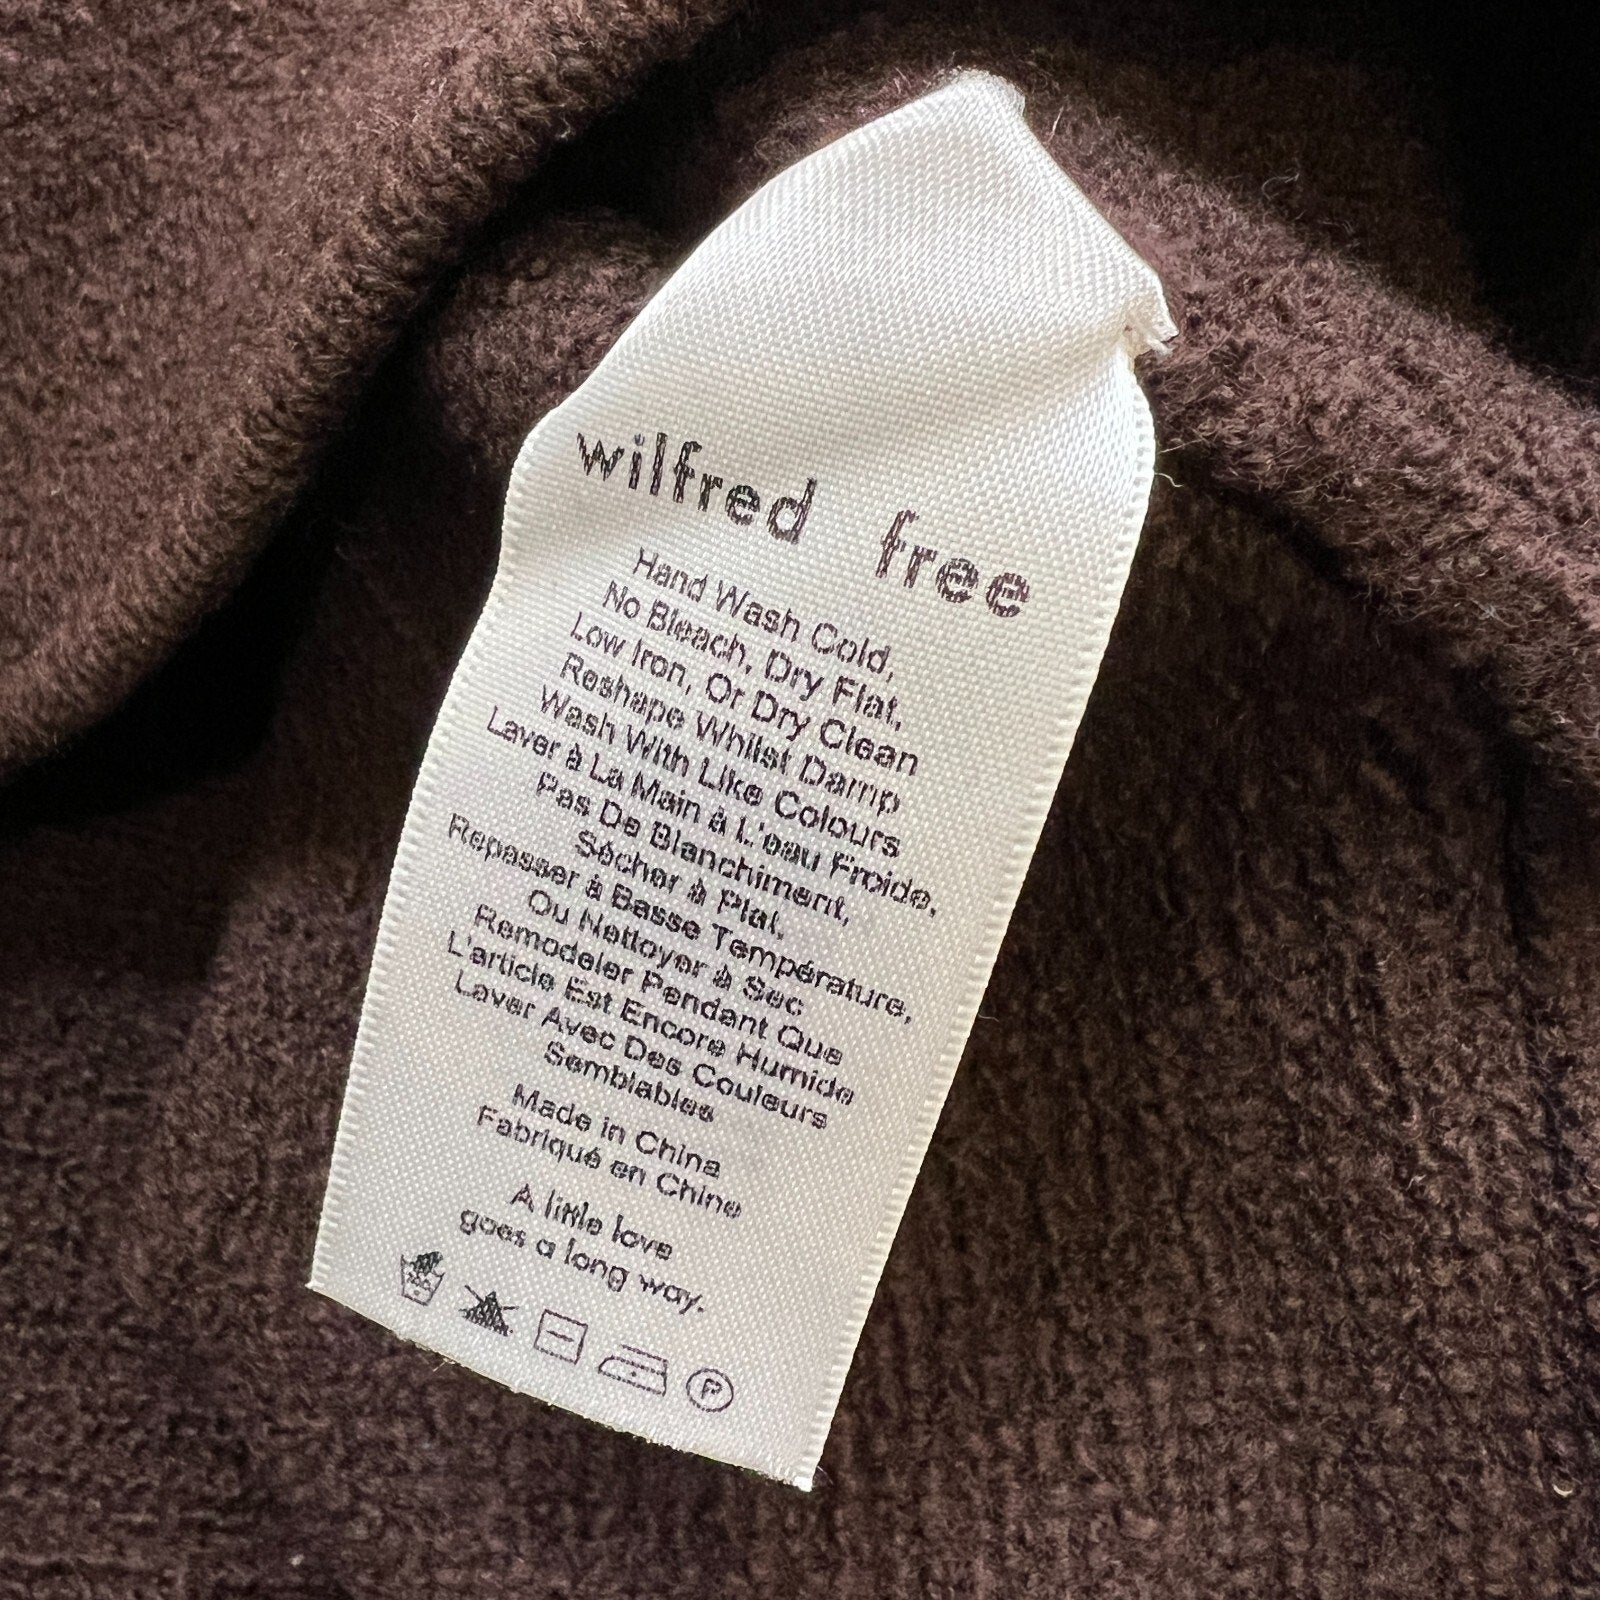 wilfred free
Hand Wash Cold,
No Bleach, Dry Flat,
Low Iron, Or Dry Clean
Reshape Whilst Damp
Wash With Like Colours
Laver à La Main à L'eau Froide,
Pas De Blanchiment,
Sécher à Plat,
Repasser à Basse Température,
Ou Nettoyer à Sec
Remodeler Pendant Que
L'article Est Encore Humide
Laver Avec Des Couleurs
Semblables
Made in China
Fabriqué en Chine
A little love
goes a long way.
P